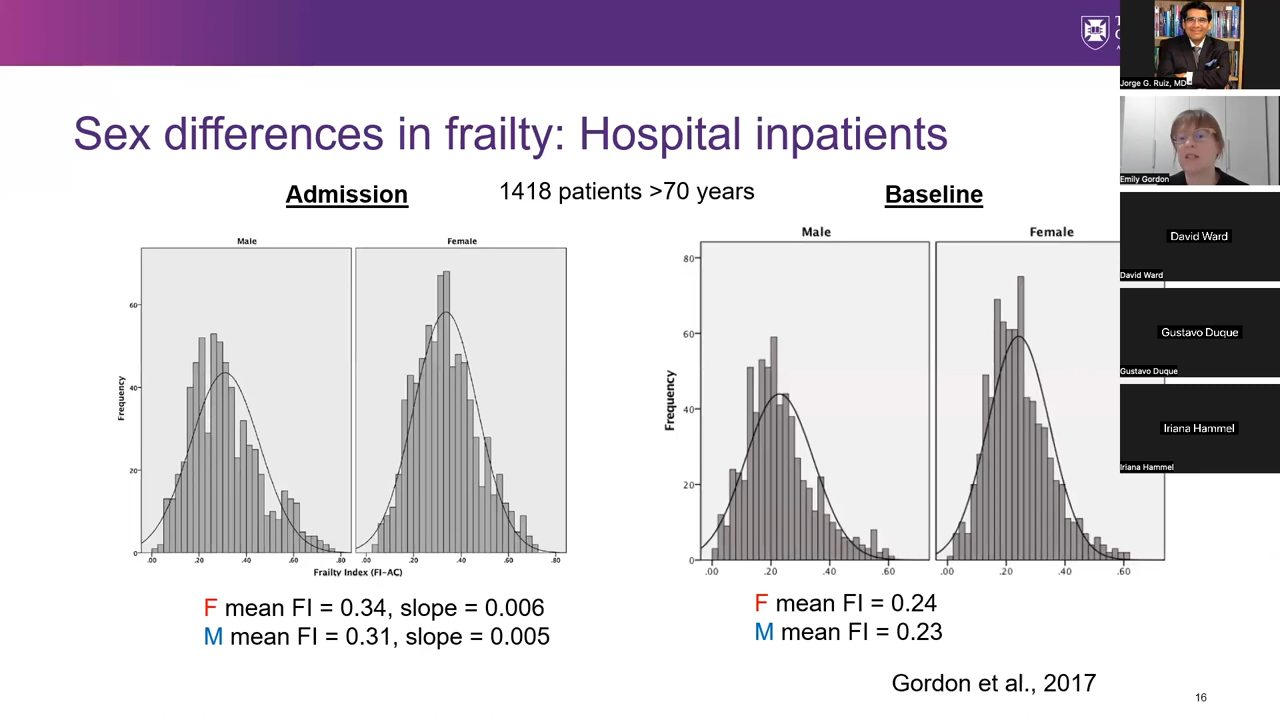 Sex differences in frailty: Hospital inpatients
Admission
1418 patients >70 years
Baseline
Male
Female
60
40
20
0
Frequency
.00
.20
.40
.60
.80
.00
.20
.40
.60
.80
Frailty Index (FI-AC)
Male
Female
80
60
40
20
0
Frequency
.00
.20
.40
.60
.00
.20
.40
.60
F mean FI = 0.34, slope = 0.006
M mean FI = 0.31, slope = 0.005
F mean FI = 0.24
M mean FI = 0.23
Gordon et al., 2017
16
Jorge G. Ruiz, MD
Emily Gordon
David Ward
David Ward
Gustavo Duque
Gustavo Duque
Iriana Hammel
Iriana Hammel